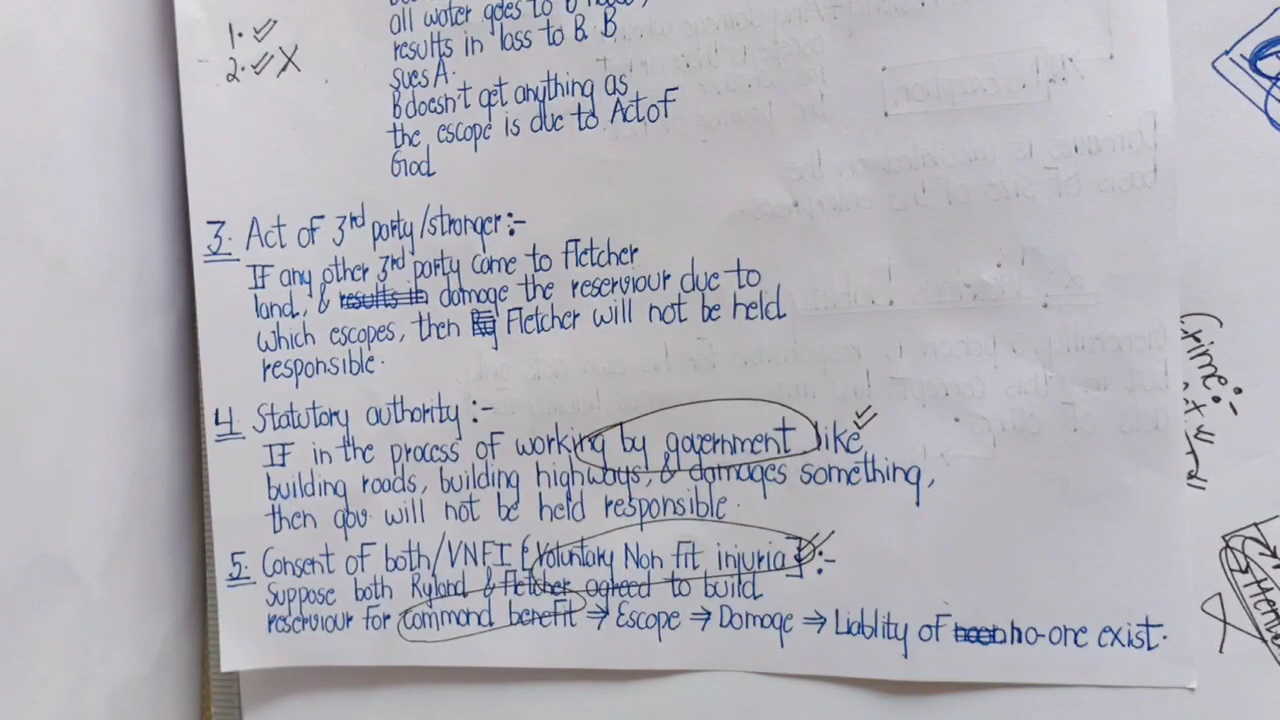 1.
2.
all water goes to
results in loss to B. B
sues A.
B doesn't get anything as
the escape is due to Act of
God
3. Act of 3rd party/stranger:-
If any other 3rd party come to Fletcher
land, & results in damage the reserviour due to
which escapes, then Fletcher will not be held
responsible.
4. Statutory authority :-
If in the process of working by government like
building roads, building highways, & damages something,
then gov. will not be held responsible.
5. Consent of both/VNFI [Voluntary Non fit injuria]:-
Suppose both Ryland & Fletcher agreed to build
reserviour for command benefit → Escape → Damage → Liablity of no-one exist.
Crime:-